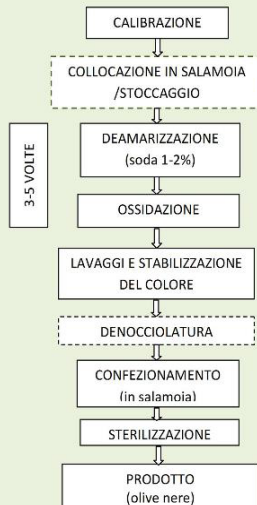 CALIBRAZIONE
COLLOCAZIONE IN SALAMOIA
/STOCCAGGIO
3-5 VOLTE
DEAMARIZZAZIONE
(soda 1-2%)
OSSIDAZIONE
LAVAGGI E STABILIZZAZIONE
DEL COLORE
DENOCCIOLATURA
CONFEZIONAMENTO
(in salamoia)
STERILIZZAZIONE
PRODOTTO
(olive nere)